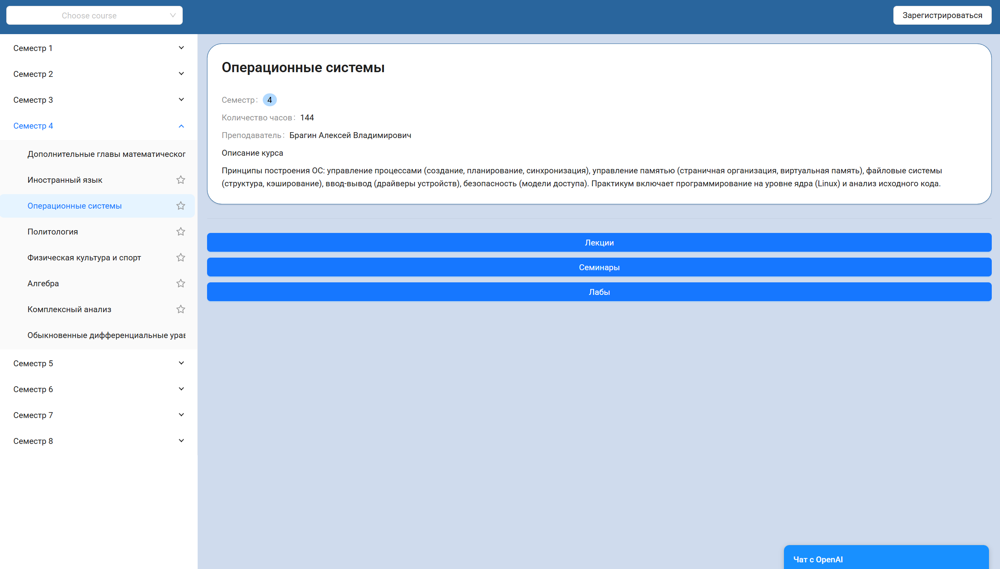 Choose course
Зарегистрироваться
Семестр 1
Семестр 2
Семестр 3
Семестр 4
Дополнительные главы математическог
Иностранный язык
Операционные системы
Политология
Физическая культура и спорт
Алгебра
Комплексный анализ
Обыкновенные дифференциальные урав
Семестр 5
Семестр 6
Семестр 7
Семестр 8
Операционные системы
Семестр: 4
Количество часов: 144
Преподаватель: Брагин Алексей Владимирович
Описание курса
Принципы построения ОС: управление процессами (создание, планирование, синхронизация), управление памятью (страничная организация, виртуальная память), файловые системы
(структура, кэширование), ввод-вывод (драйверы устройств), безопасность (модели доступа). Практикум включает программирование на уровне ядра (Linux) и анализ исходного кода.
Лекции
Семинары
Лабы
Чат с OpenAI